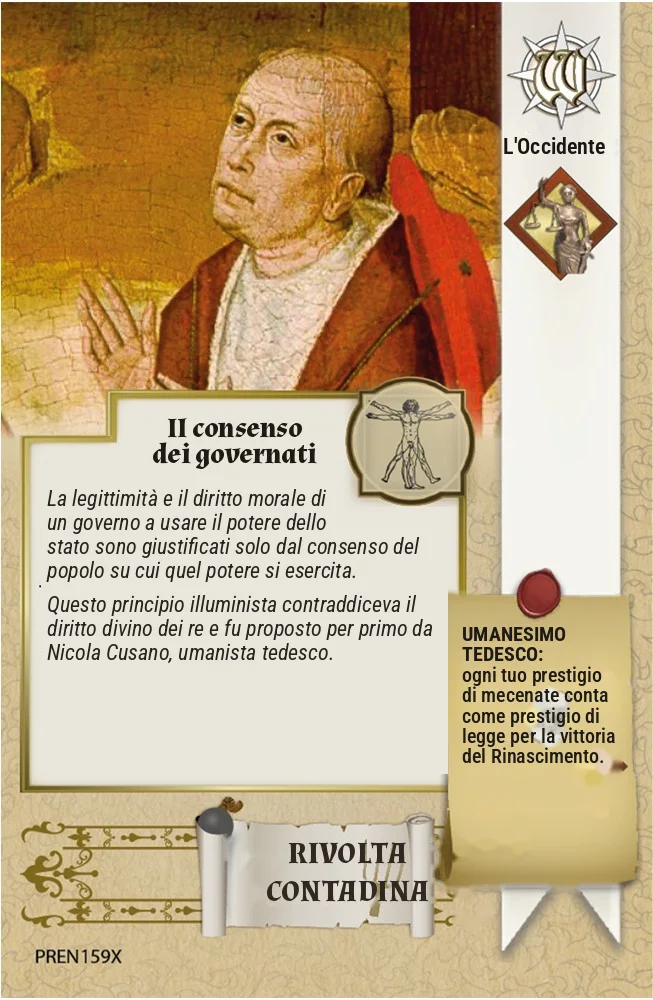 W
L'Occidente
Il consenso
dei governati
La legittimità e il diritto morale di
un governo a usare il potere dello
stato sono giustificati solo dal consenso del
popolo su cui quel potere si esercita.
Questo principio illuminista contraddiceva il
diritto divino dei re e fu proposto per primo da
Nicola Cusano, umanista tedesco.
UMANESIMO
TEDESCO:
ogni tuo prestigio
di mecenate conta
come prestigio di
legge per la vittoria
del Rinascimento.
RIVOLTA
CONTADINA
PREN159X